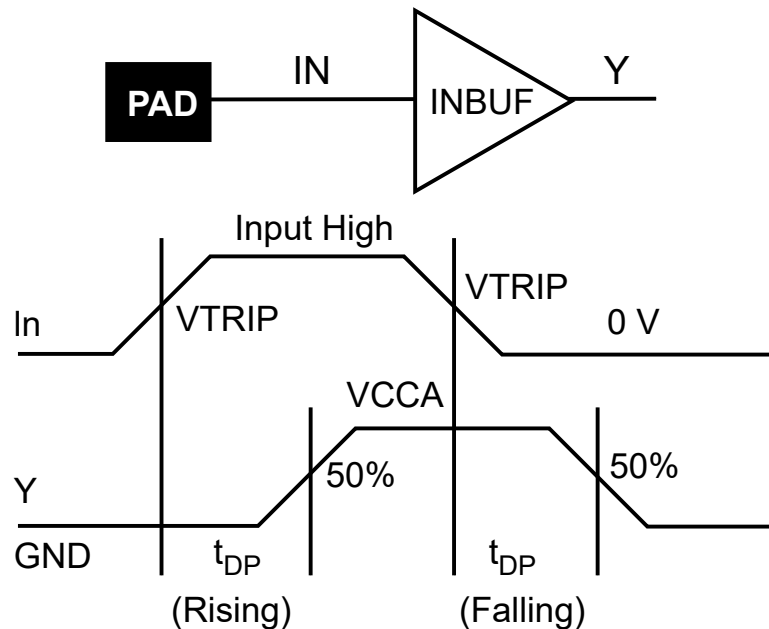 IN
Y
PAD
INBUF
Input High
VTRIP
VTRIP
In
0 V
VCCA
50%
50%
Y
GND
tDP
tDP
(Rising)
(Falling)